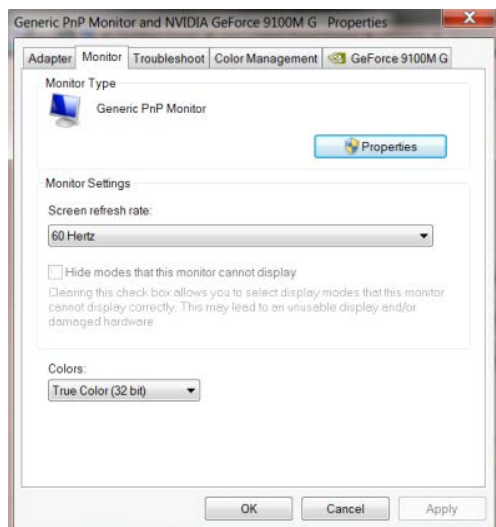 Generic PnP Monitor and NVIDIA GeForce 9100M G Properties
Adapter Monitor Troubleshoot Color Management GeForce 9100M G
Monitor Type
Generic PnP Monitor
Properties
Monitor Settings
Screen refresh rate:
60 Hertz
Hide modes that this monitor cannot display
Clearing this check box allows you to select display modes that this monitor
cannot display correctly. This may lead to an unusable display and/or
damaged hardware.
Colors:
True Color (32 bit)
OK Cancel Apply